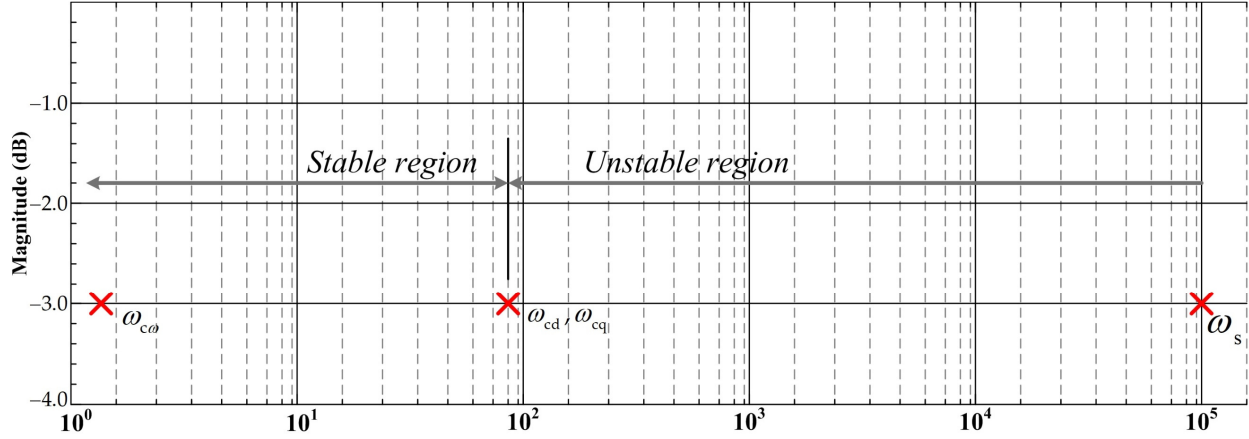 Magnitude (dB)
−1.0
−2.0
−3.0
−4.0
Stable region
Unstable region
ω_cω
ω_cd, ω_cq
ω_s
10^0
10^1
10^2
10^3
10^4
10^5